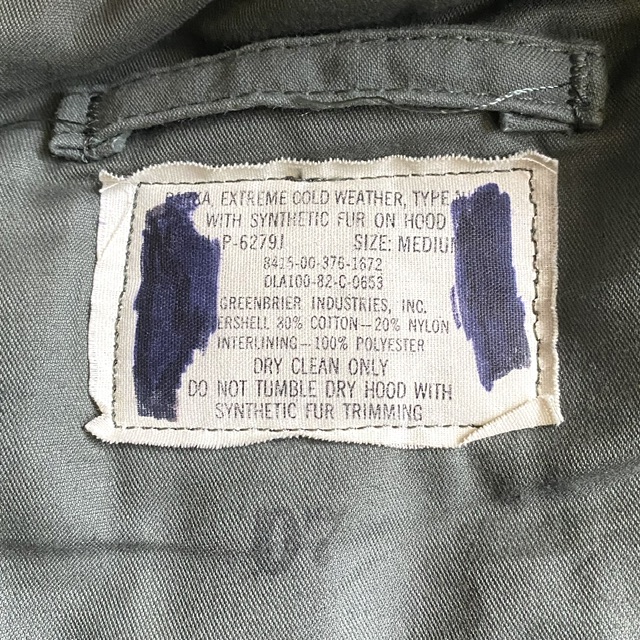 PARKA, EXTREME COLD WEATHER, TYPE N
WITH SYNTHETIC FUR ON HOOD
P-6279J SIZE: MEDIUM
8415-00-376-1672
DLA100-82-C-0653
GREENBRIER INDUSTRIES, INC.
ERSHELL 80% COTTON--20% NYLON
INTERLINING--100% POLYESTER
DRY CLEAN ONLY
DO NOT TUMBLE DRY HOOD WITH
SYNTHETIC FUR TRIMMING